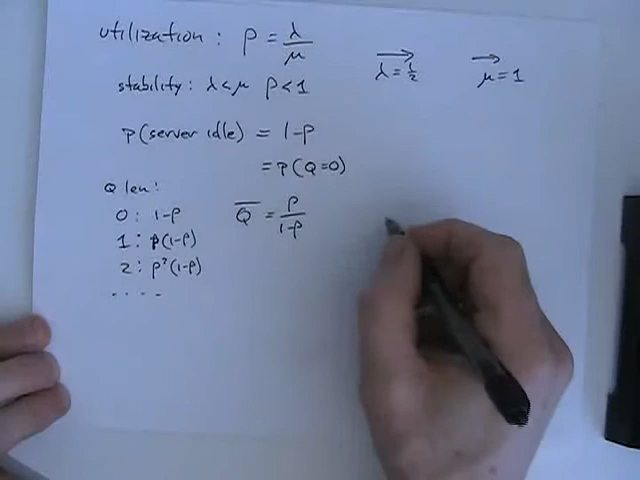 utilization : ρ = λ/μ
λ = 1/2
μ = 1
stability : λ < μ ρ < 1
p(server idle) = 1-ρ
= p(Q=0)
Q len :
0 : 1-ρ
Q̅ = ρ/(1-ρ)
1 : ρ(1-ρ)
2 : ρ²(1-ρ)
. . . .